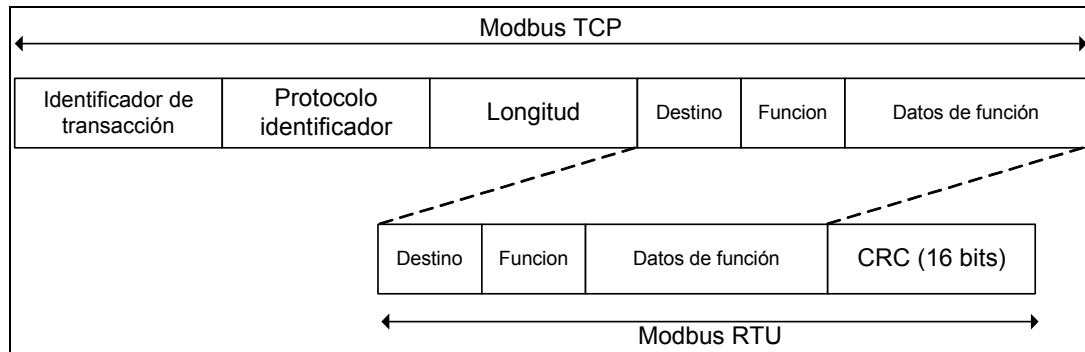 Modbus TCP
Identificador de
transacción
Protocolo
identificador
Longitud
Destino
Funcion
Datos de función
Destino
Funcion
Datos de función
CRC (16 bits)
Modbus RTU